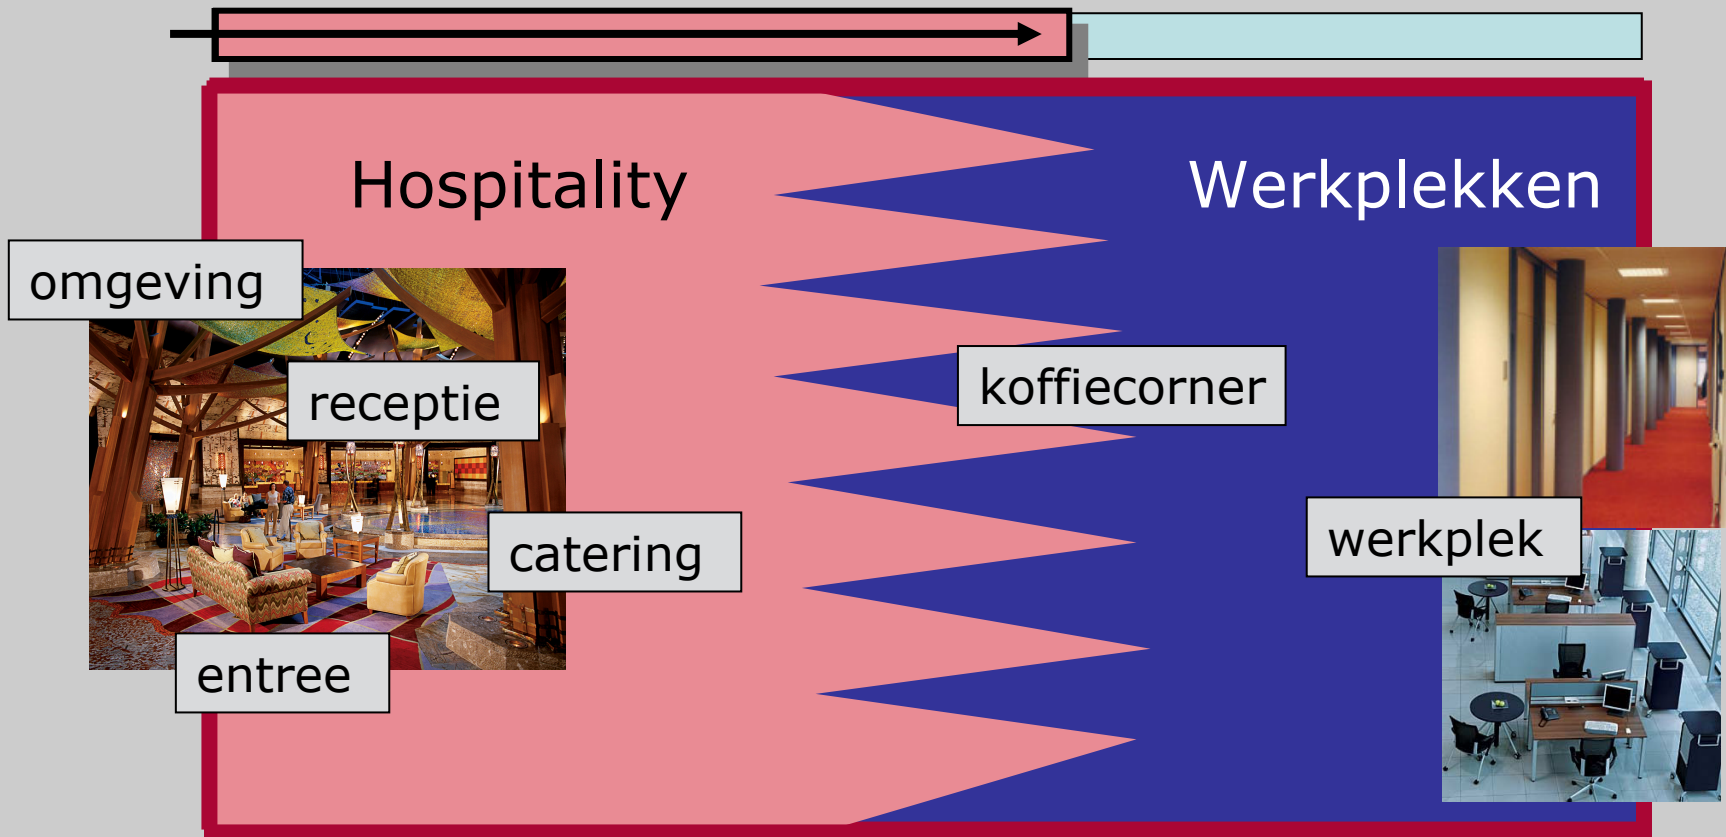 Hospitality
Werkplekken
omgeving
receptie
koffiecorner
catering
werkplek
entree